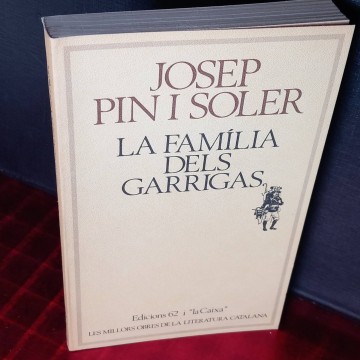 JOSEP
PIN I SOLER
LA FAMÍLIA
DELS
GARRIGAS
Edicions 62 i "la Caixa"
LES MILLORS OBRES DE LA LITERATURA CATALANA